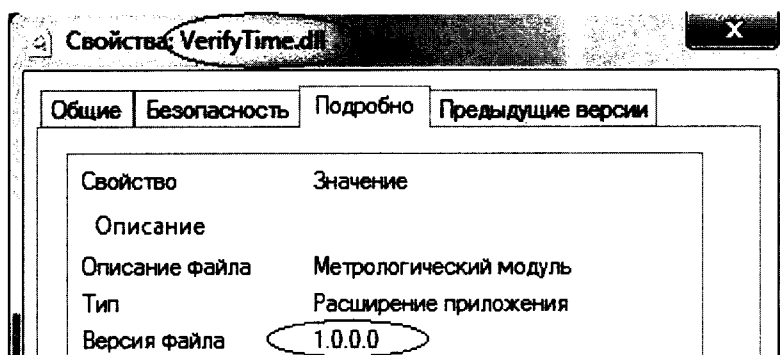 Свойства: VerifyTime.dll
X
Общие Безопасность Подробно Предыдущие версии
Свойство Значение
Описание
Описание файла Метрологический модуль
Тип Расширение приложения
Версия файла 1.0.0.0